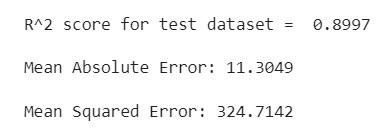 R^2 score for test dataset =  0.8997
Mean Absolute Error: 11.3049
Mean Squared Error: 324.7142